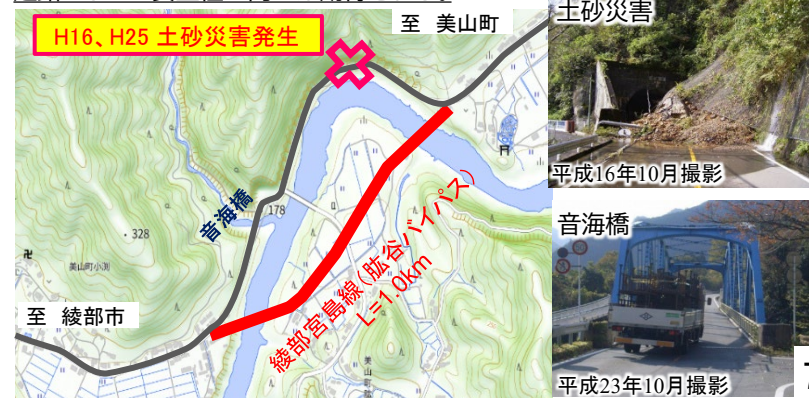 H16、H25 土砂災害発生
至 美山町
音海橋
178
・328
卍
美山町小渕
至 綾部市
綾部宮島線(肱谷バイパス)
L=1.0km
土砂災害
平成16年10月撮影
音海橋
平成23年10月撮影